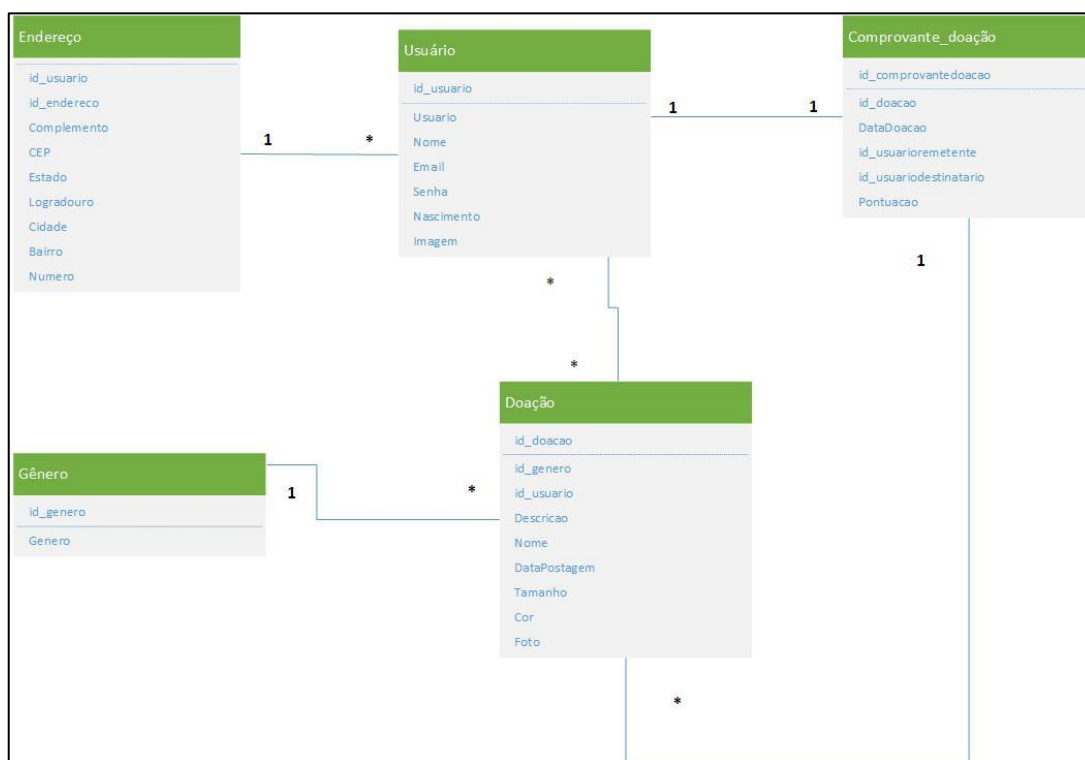 Endereço
id_usuario
id_endereco
Complemento
CEP
Estado
Logradouro
Cidade
Bairro
Numero
1
*
Usuário
id_usuario
Usuario
Nome
Email
Senha
Nascimento
Imagem
1
1
Comprovante_doação
id_comprovantedoacao
id_doacao
DataDoacao
id_usuarioremetente
id_usuariodestinatário
Pontuacao
1
*
*
Gênero
id_genero
Genero
1
*
Doação
id_doacao
id_genero
id_usuario
Descricao
Nome
DataPostagem
Tamanho
Cor
Foto
*